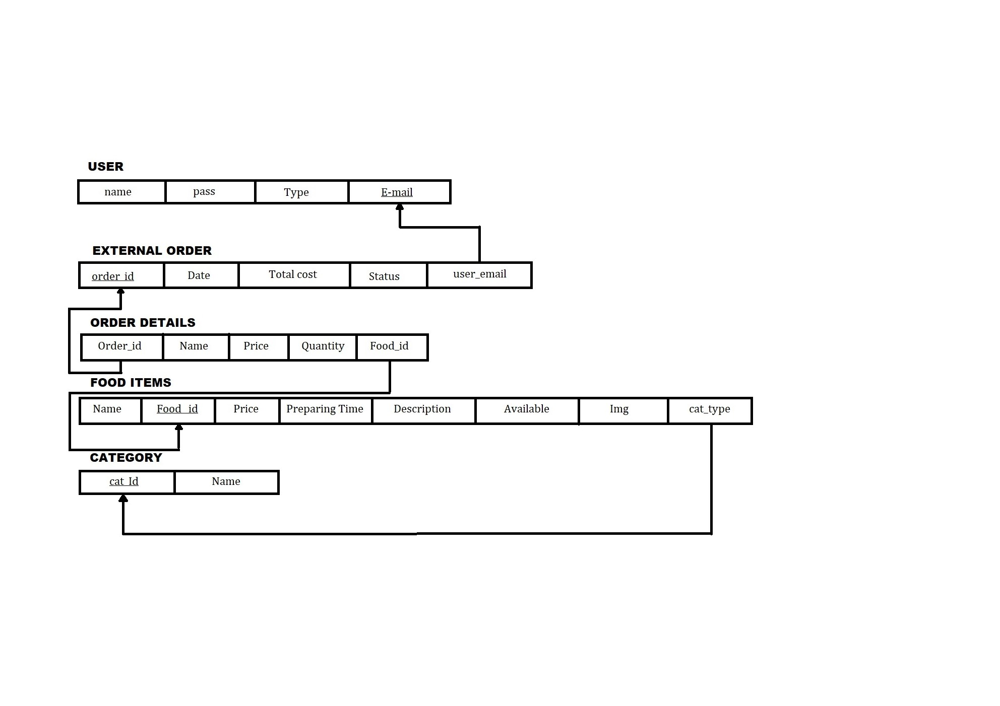 USER
name pass Type E-mail
EXTERNAL ORDER
order_id Date Total cost Status user_email
ORDER DETAILS
Order_id Name Price Quantity Food_id
FOOD ITEMS
Name Food_id Price Preparing Time Description Available Img cat_type
CATEGORY
cat_Id Name